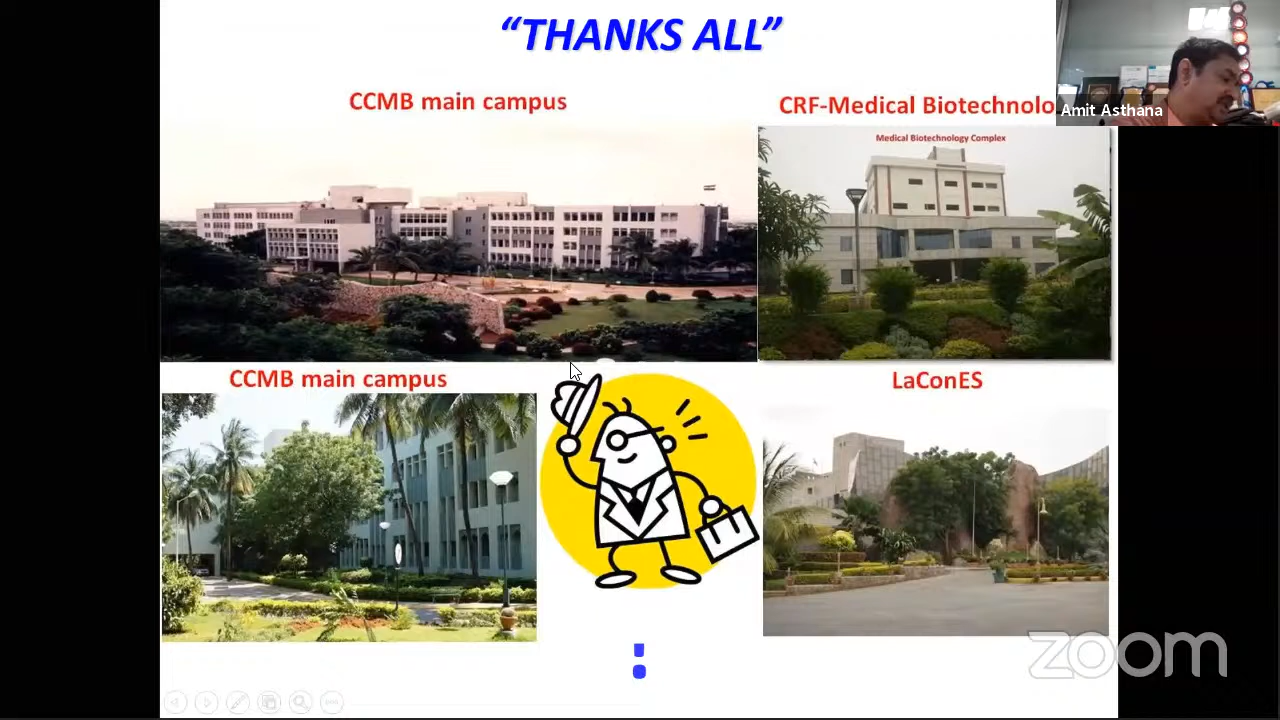 “THANKS ALL”
CCMB main campus
CRF-Medical Biotechnolo
Amit Asthana
Medical Biotechnology Complex
CCMB main campus
LaConES
:
zoom